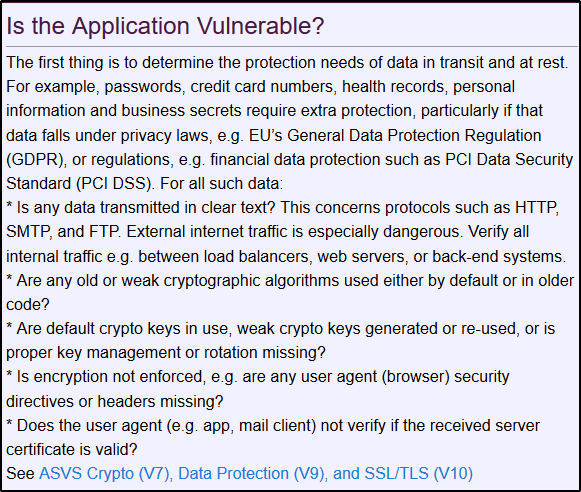 Is the Application Vulnerable?
The first thing is to determine the protection needs of data in transit and at rest.
For example, passwords, credit card numbers, health records, personal
information and business secrets require extra protection, particularly if that
data falls under privacy laws, e.g. EU’s General Data Protection Regulation
(GDPR), or regulations, e.g. financial data protection such as PCI Data Security
Standard (PCI DSS). For all such data:
* Is any data transmitted in clear text? This concerns protocols such as HTTP,
SMTP, and FTP. External internet traffic is especially dangerous. Verify all
internal traffic e.g. between load balancers, web servers, or back-end systems.
* Are any old or weak cryptographic algorithms used either by default or in older
code?
* Are default crypto keys in use, weak crypto keys generated or re-used, or is
proper key management or rotation missing?
* Is encryption not enforced, e.g. are any user agent (browser) security
directives or headers missing?
* Does the user agent (e.g. app, mail client) not verify if the received server
certificate is valid?
See ASVS Crypto (V7), Data Protection (V9), and SSL/TLS (V10)